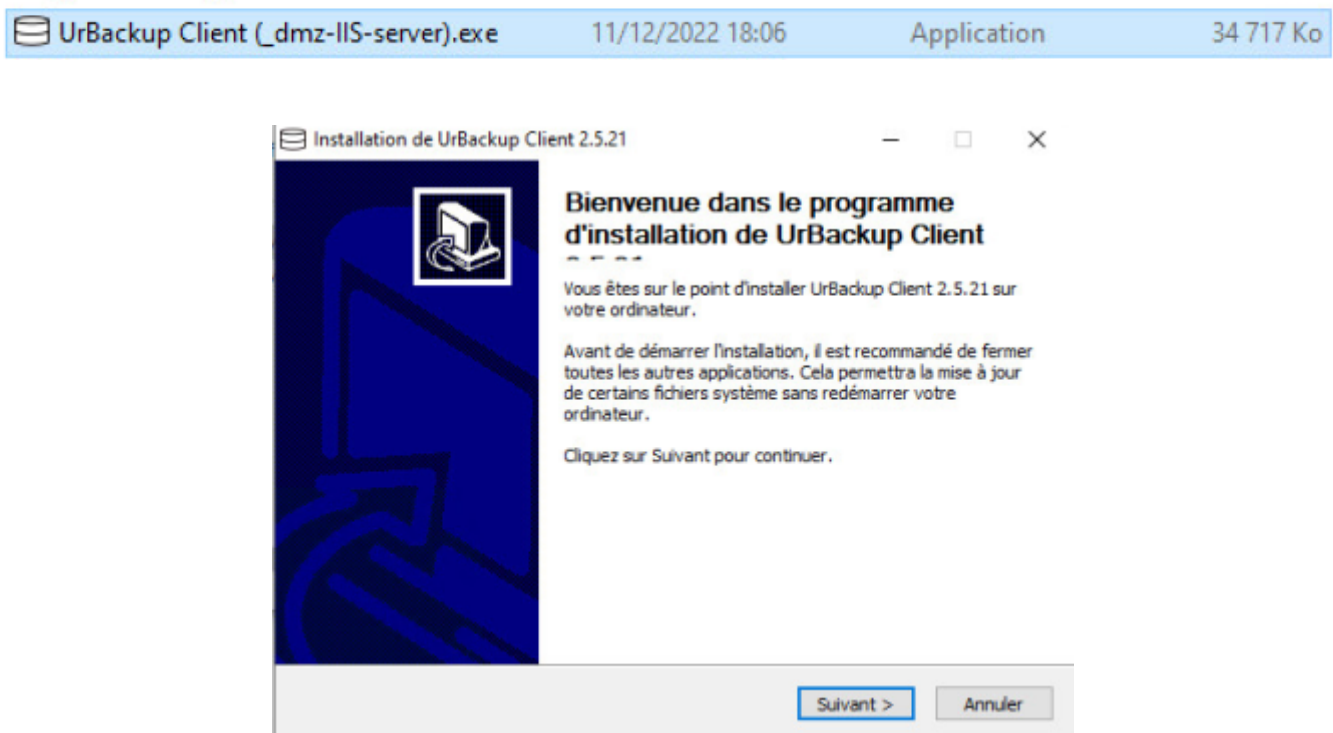 UrBackup Client (_dmz-IIS-server).exe 11/12/2022 18:06 Application 34 717 Ko
Installation de UrBackup Client 2.5.21
Bienvenue dans le programme
d'installation de UrBackup Client
Vous êtes sur le point d'installer UrBackup Client 2.5.21 sur
votre ordinateur.
Avant de démarrer l'installation, il est recommandé de fermer
toutes les autres applications. Cela permettra la mise à jour
de certains fichiers système sans redémarrer votre
ordinateur.
Cliquez sur Suivant pour continuer.
Suivant >
Annuler